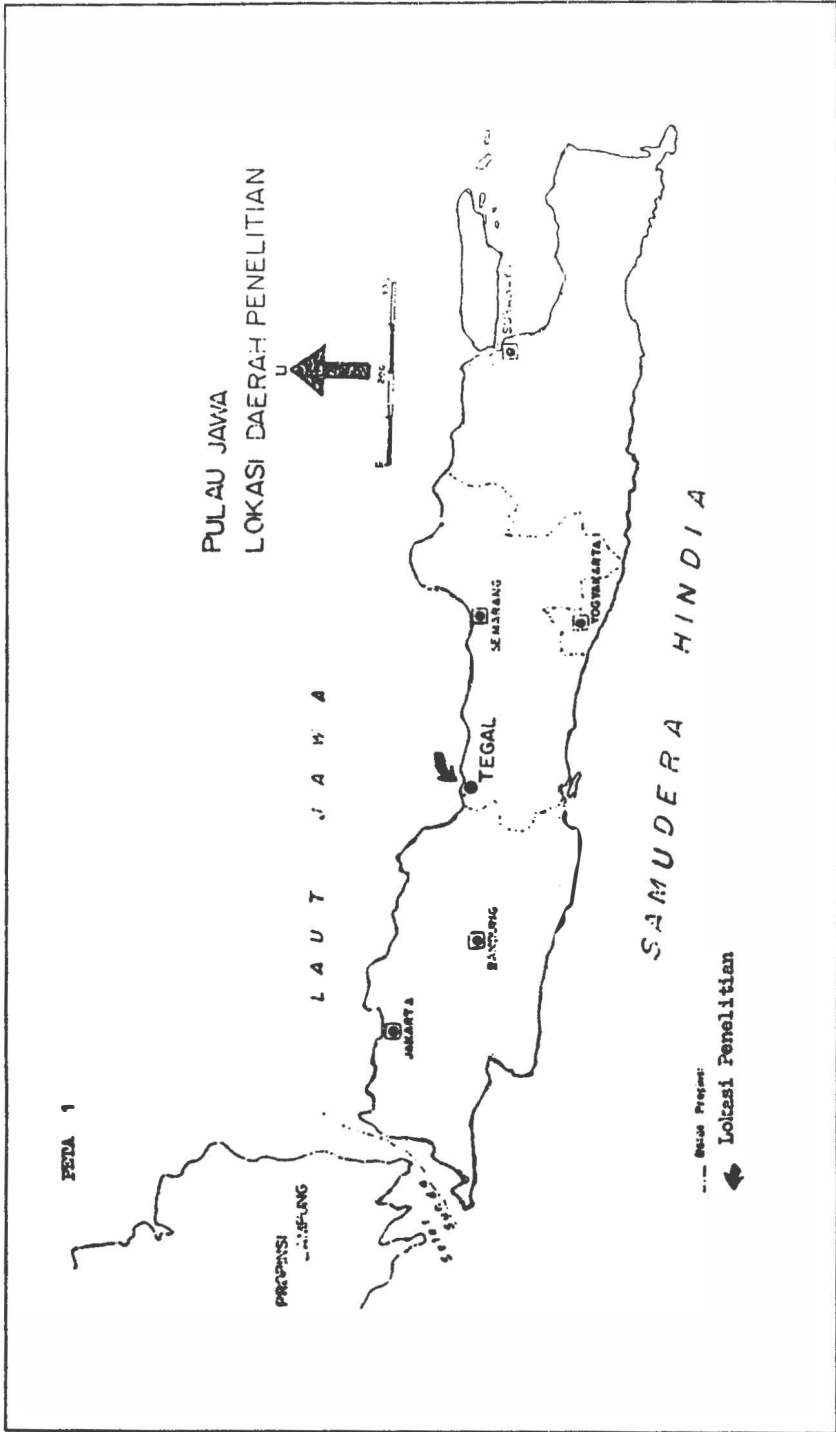 PETA 1
PULAU JAWA
LOKASI DAERAH PENELITIAN
U
LAUT JAWA
PROPINSI
JAKARTA
BANDUNG
TEGAL
SEMARANG
YOGYAKARTA
SAMUDERA HINDIA
Lokasi Penelitian